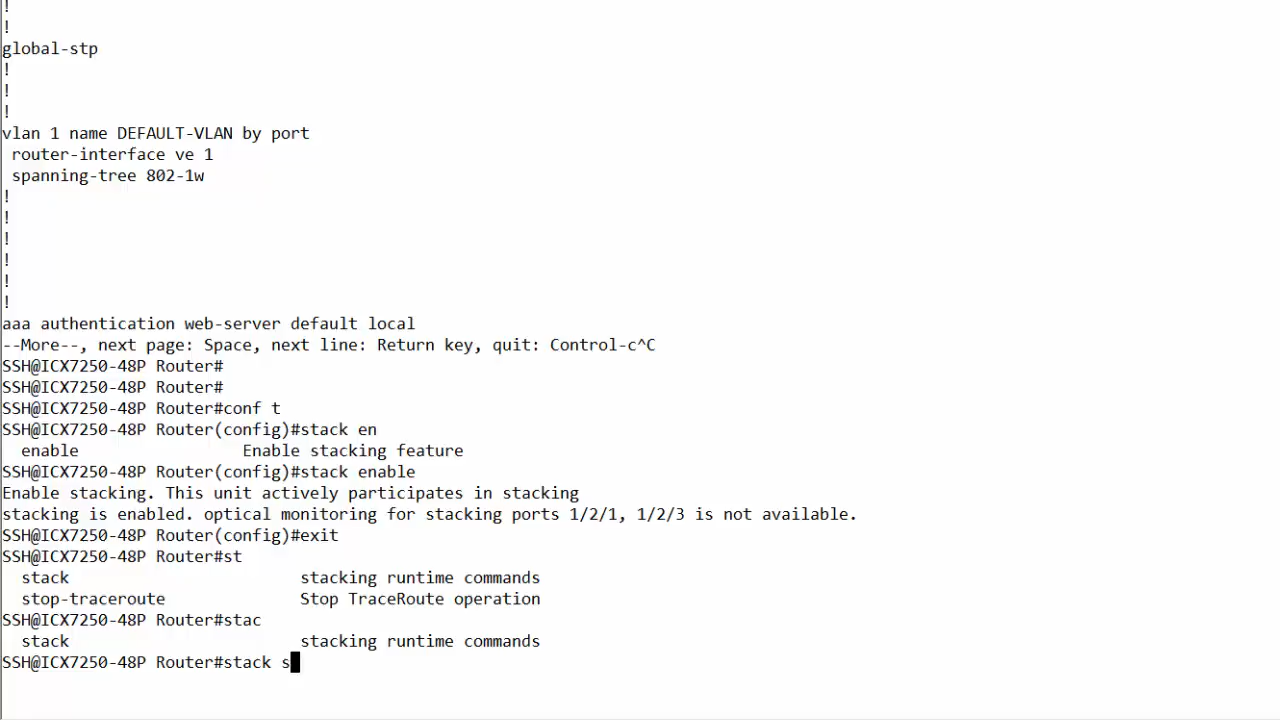 !
!
global-stp
!
!
!
vlan 1 name DEFAULT-VLAN by port
 router-interface ve 1
 spanning-tree 802-1w
!
!
!
!
!
!
aaa authentication web-server default local
--More--, next page: Space, next line: Return key, quit: Control-c^C
SSH@ICX7250-48P Router#
SSH@ICX7250-48P Router#
SSH@ICX7250-48P Router#conf t
SSH@ICX7250-48P Router(config)#stack en
  enable                 Enable stacking feature
SSH@ICX7250-48P Router(config)#stack enable
Enable stacking. This unit actively participates in stacking
stacking is enabled. optical monitoring for stacking ports 1/2/1, 1/2/3 is not available.
SSH@ICX7250-48P Router(config)#exit
SSH@ICX7250-48P Router#st
  stack                        stacking runtime commands
  stop-traceroute              Stop TraceRoute operation
SSH@ICX7250-48P Router#stac
  stack                        stacking runtime commands
SSH@ICX7250-48P Router#stack s